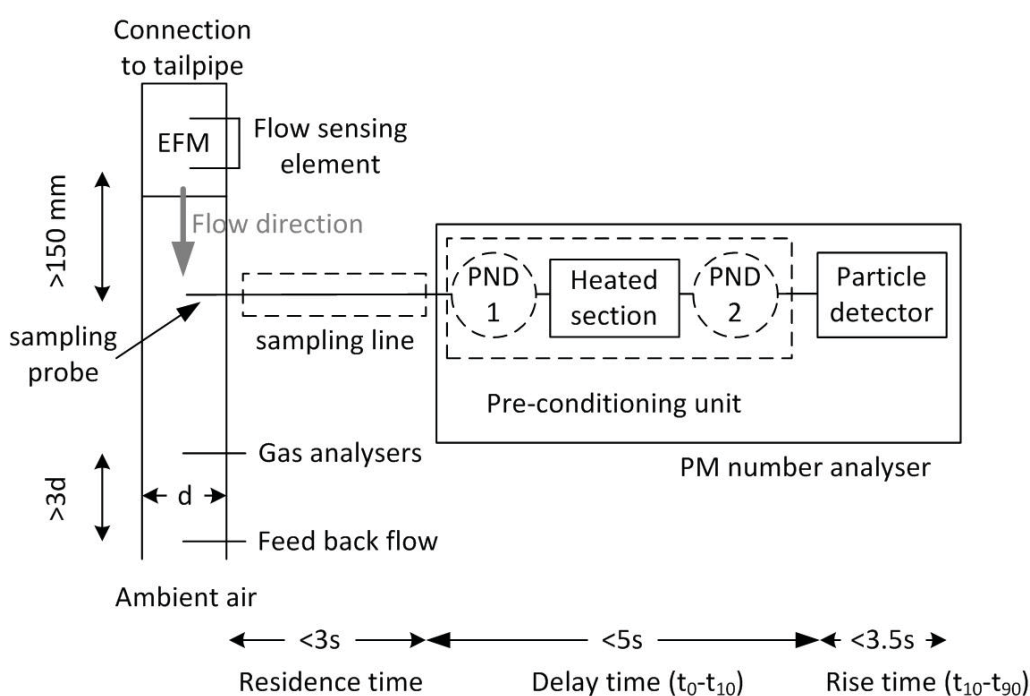 Connection
to tailpipe
EFM
Flow sensing
element
>150 mm
Flow direction
PND
1
Heated
section
PND
2
Particle
detector
sampling
probe
sampling line
Pre-conditioning unit
PM number analyser
Gas analysers
>3d
d
Feed back flow
Ambient air
<3s
<5s
<3.5s
Residence time
Delay time (t0-t10)
Rise time (t10-t90)